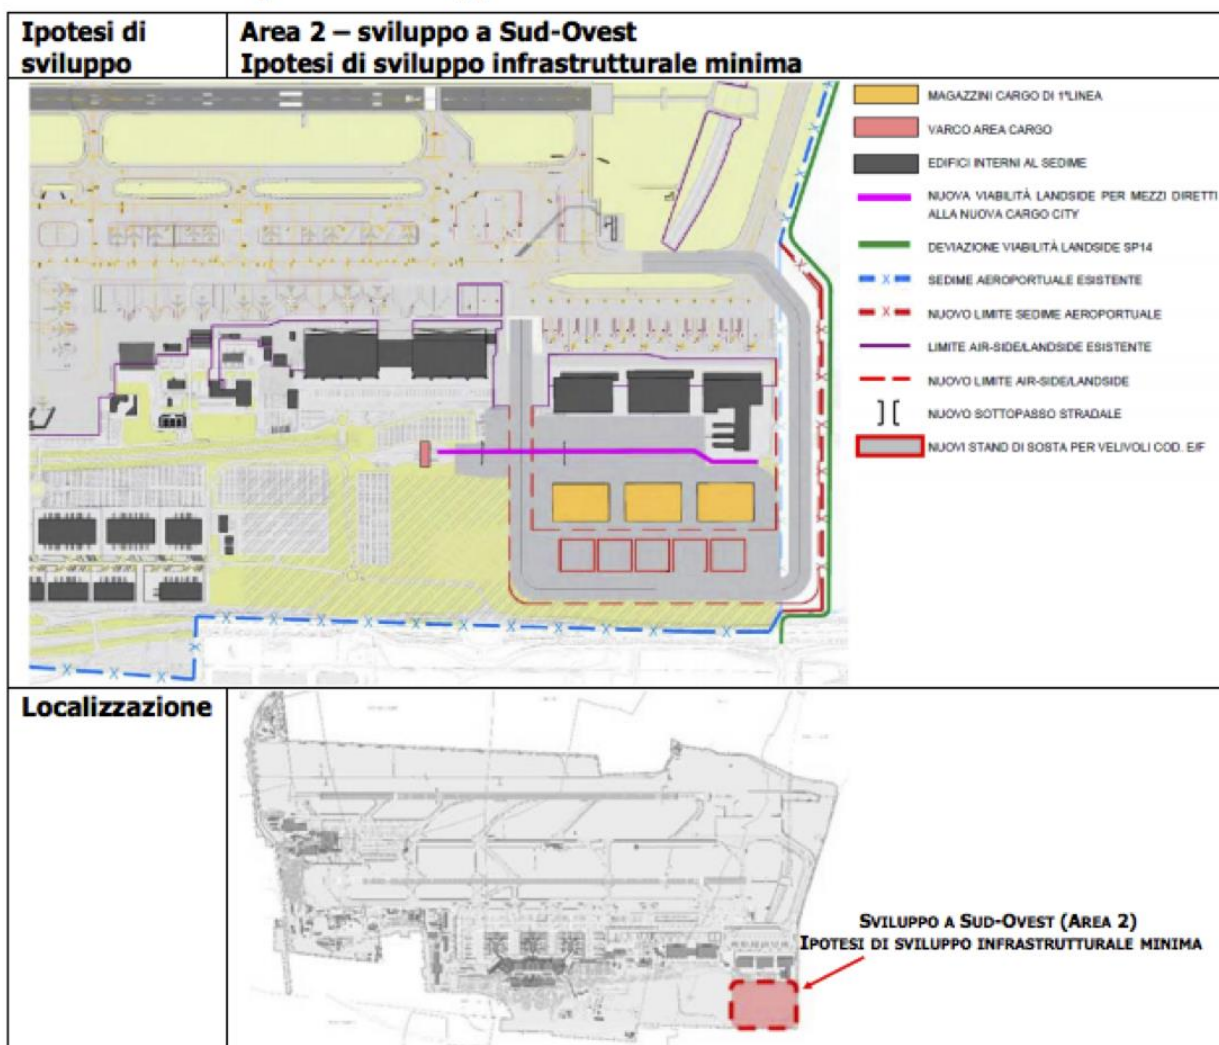 Ipotesi di
sviluppo
Area 2 – sviluppo a Sud-Ovest
Ipotesi di sviluppo infrastrutturale minima
MAGAZZINI CARGO DI 1ªLINEA
VARCO AREA CARGO
EDIFICI INTERNI AL SEDIME
NUOVA VIABILITÀ LANDSIDE PER MEZZI DIRETTI
ALLA NUOVA CARGO CITY
DEVIAZIONE VIABILITÀ LANDSIDE SP14
SEDIME AEROPORTUALE ESISTENTE
NUOVO LIMITE SEDIME AEROPORTUALE
LIMITE AIR-SIDE/LANDSIDE ESISTENTE
NUOVO LIMITE AIR-SIDE/LANDSIDE
NUOVO SOTTOPASSO STRADALE
NUOVI STAND DI SOSTA PER VELIVOLI COD. E/F
Localizzazione
SVILUPPO A SUD-OVEST (AREA 2)
IPOTESI DI SVILUPPO INFRASTRUTTURALE MINIMA